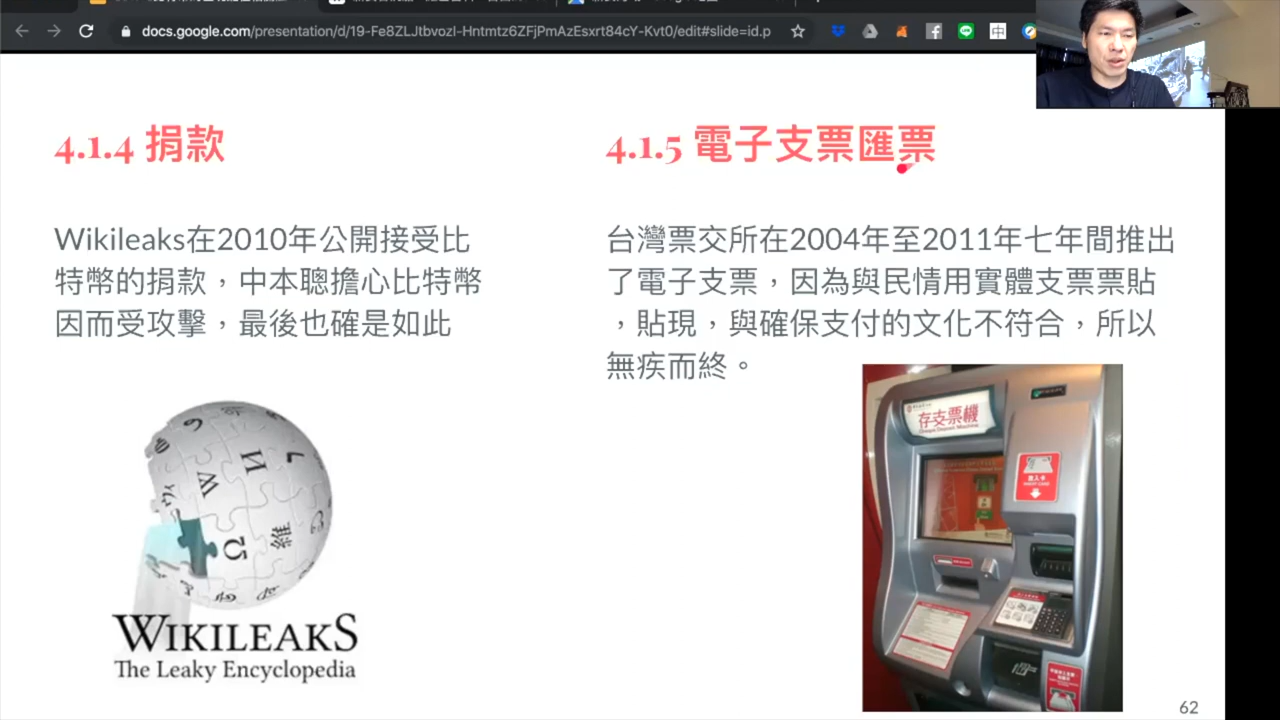 docs.google.com/presentation/d/19-Fe8ZLJtbvozI-Hntmtz6ZFjPmAzEsxrt84cY-Kvt0/edit#slide=id.p
4.1.4 捐款
Wikileaks在2010年公開接受比
特幣的捐款，中本聰擔心比特幣
因而受攻擊，最後也確是如此
WIKILEAKS
The Leaky Encyclopedia
4.1.5 電子支票匯票
台灣票交所在2004年至2011年七年間推出
了電子支票，因為與民情用實體支票票貼
，貼現，與確保支付的文化不符合，所以
無疾而終。
存支票機
62